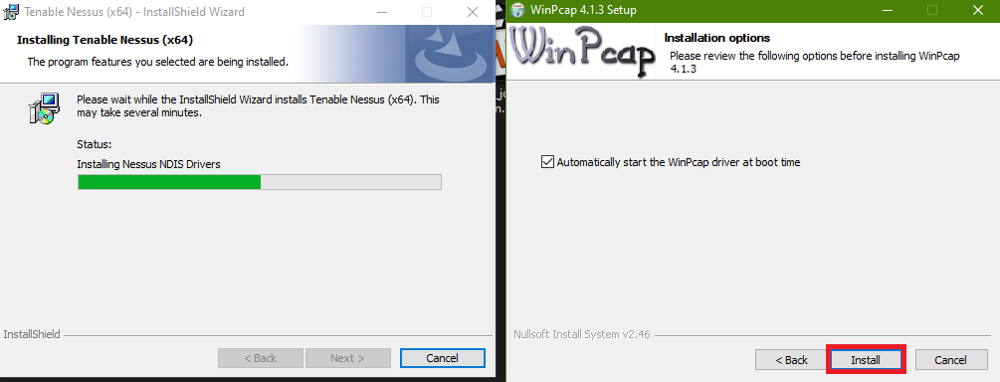 Tenable Nessus (x64) - InstallShield Wizard
Installing Tenable Nessus (x64)
The program features you selected are being installed.
Please wait while the InstallShield Wizard installs Tenable Nessus (x64). This
may take several minutes.
Status:
Installing Nessus NDIS Drivers
InstallShield
< Back
Next >
Cancel
WinPcap 4.1.3 Setup
WinPcap
Installation options
Please review the following options before installing WinPcap
4.1.3
Automatically start the WinPcap driver at boot time
Nullsoft Install System v2.46
< Back
Install
Cancel